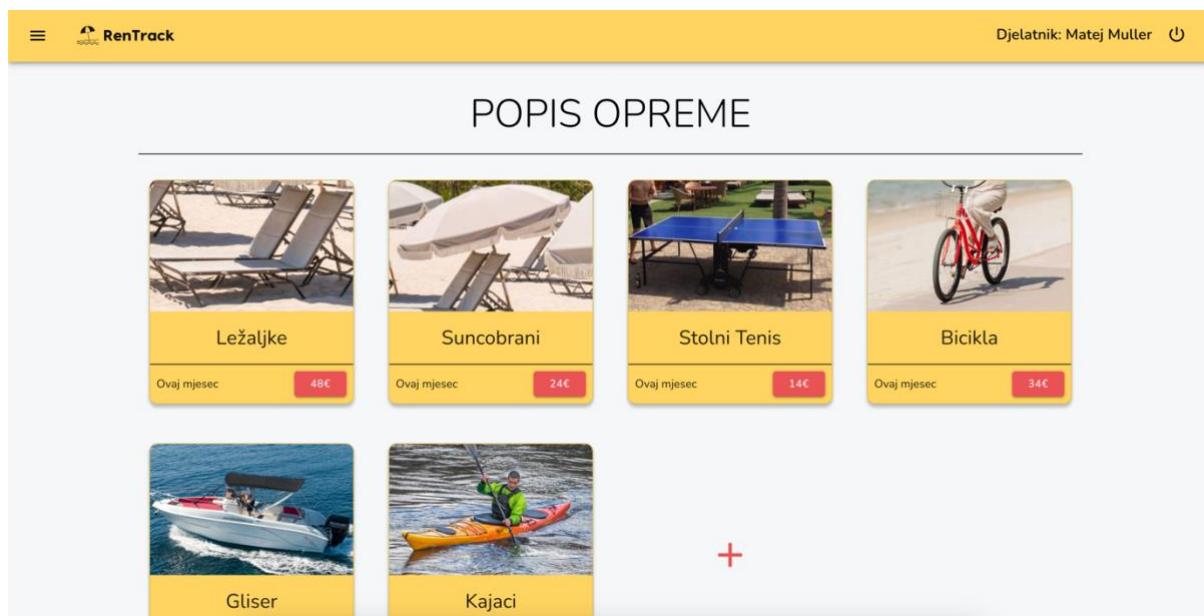 RenTrack
Djelatnik: Matej Muller
POPIS OPREME
Ležaljke
Ovaj mjesec 48€
Suncobrani
Ovaj mjesec 24€
Stolni Tenis
Ovaj mjesec 14€
Bicikla
Ovaj mjesec 34€
Gliser
Kajaci
+